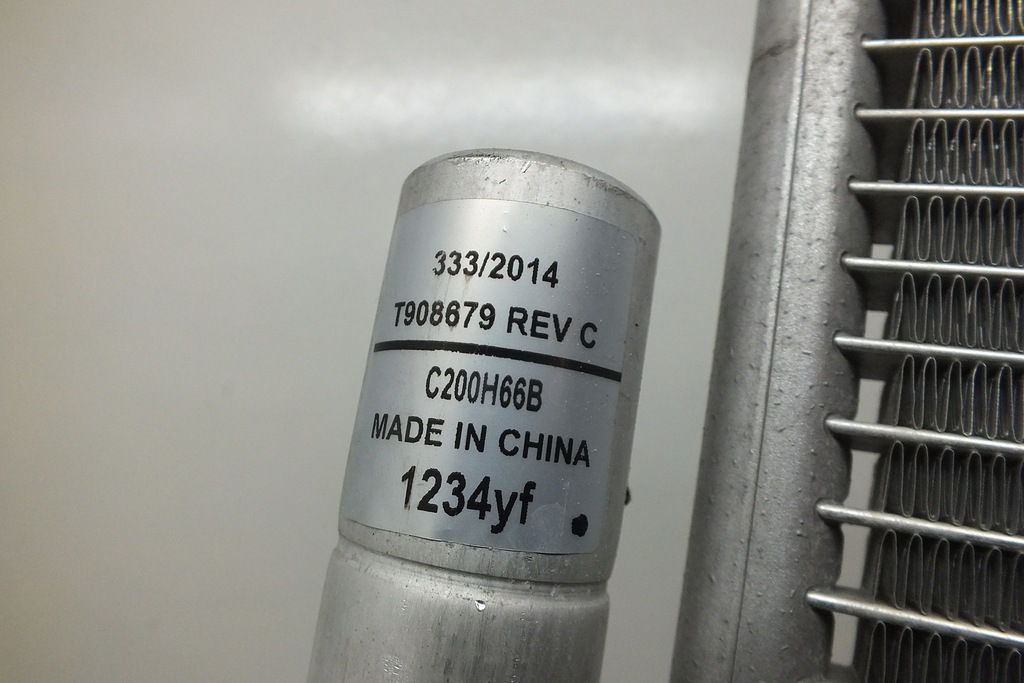 333/2014
T908679 REV C
C200H66B
MADE IN CHINA
1234yf